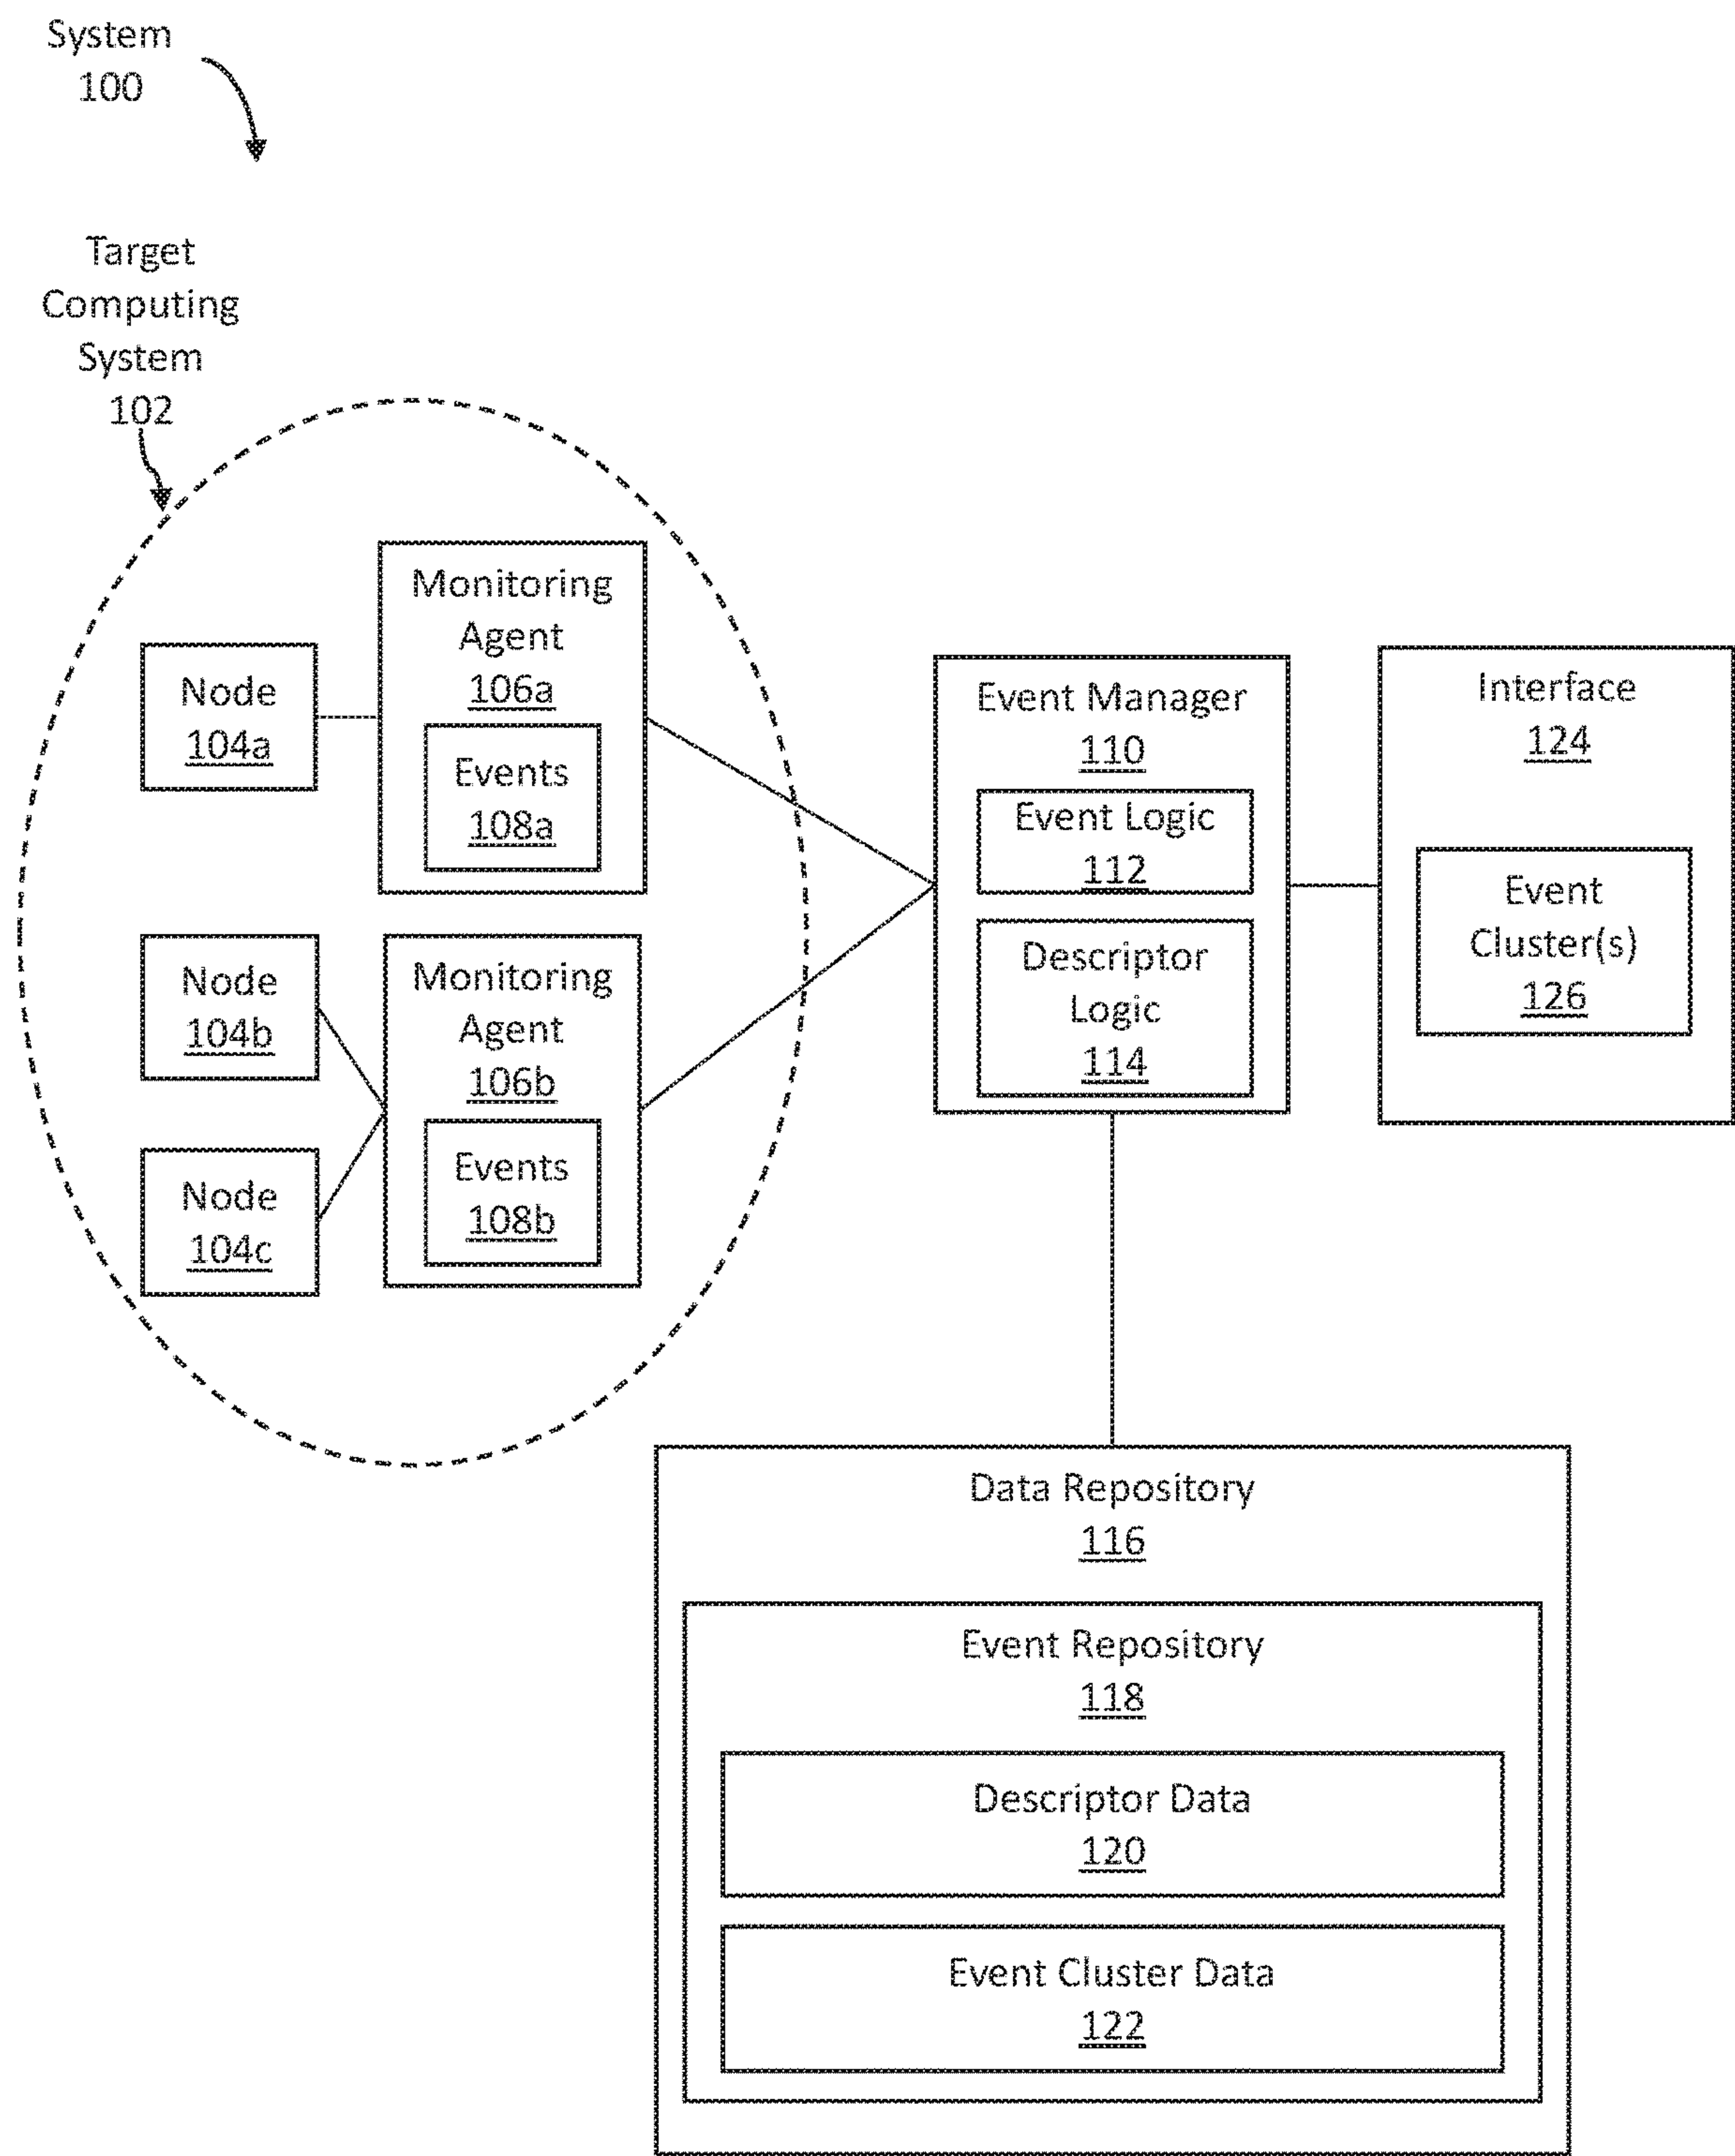 System
100
Target
Computing
System
102
Monitoring
Agent
106a
Events
108a
Node
104a
Node
104b
Node
104c
Monitoring
Agent
106b
Events
108b
Event Manager
110
Event Logic
112
Descriptor
Logic
114
Interface
124
Event
Cluster(s)
126
Data Repository
116
Event Repository
118
Descriptor Data
120
Event Cluster Data
122